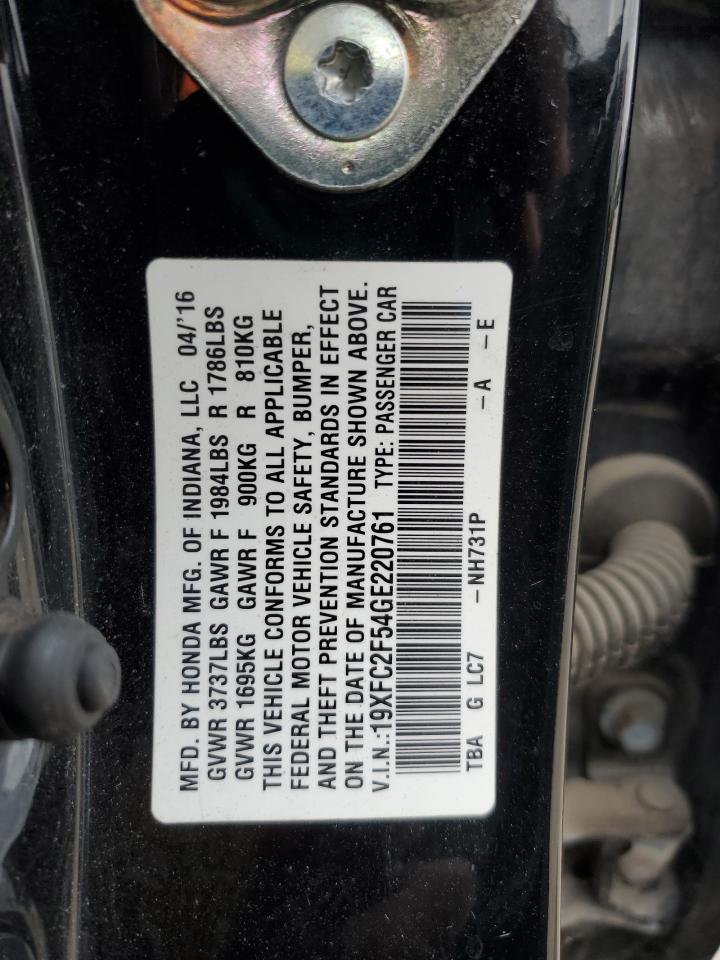 MFD. BY HONDA MFG. OF INDIANA, LLC 04/'16
GVWR 3737LBS GAWR F 1984LBS R 1786LBS
GVWR 1695KG GAWR F 900KG R 810KG
THIS VEHICLE CONFORMS TO ALL APPLICABLE
FEDERAL MOTOR VEHICLE SAFETY, BUMPER,
AND THEFT PREVENTION STANDARDS IN EFFECT
ON THE DATE OF MANUFACTURE SHOWN ABOVE.
V.I.N.:19XFC2F54GE220761 TYPE: PASSENGER CAR
TBA G LC7 –NH731P –A –E